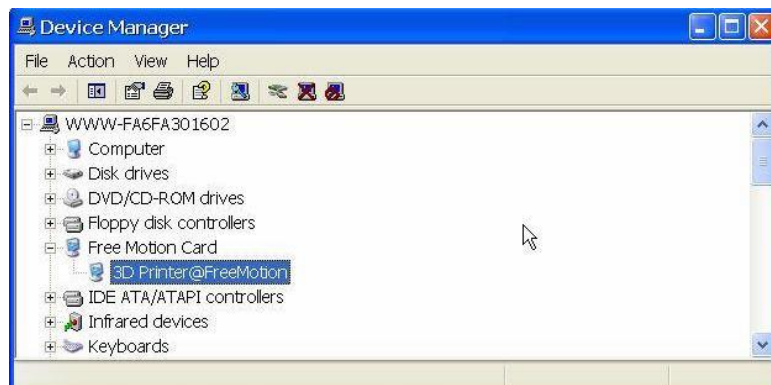 Device Manager
File Action View Help
WWW-FA6FA301602
Computer
Disk drives
DVD/CD-ROM drives
Floppy disk controllers
Free Motion Card
3D Printer@FreeMotion
IDE ATA/ATAPI controllers
Infrared devices
Keyboards